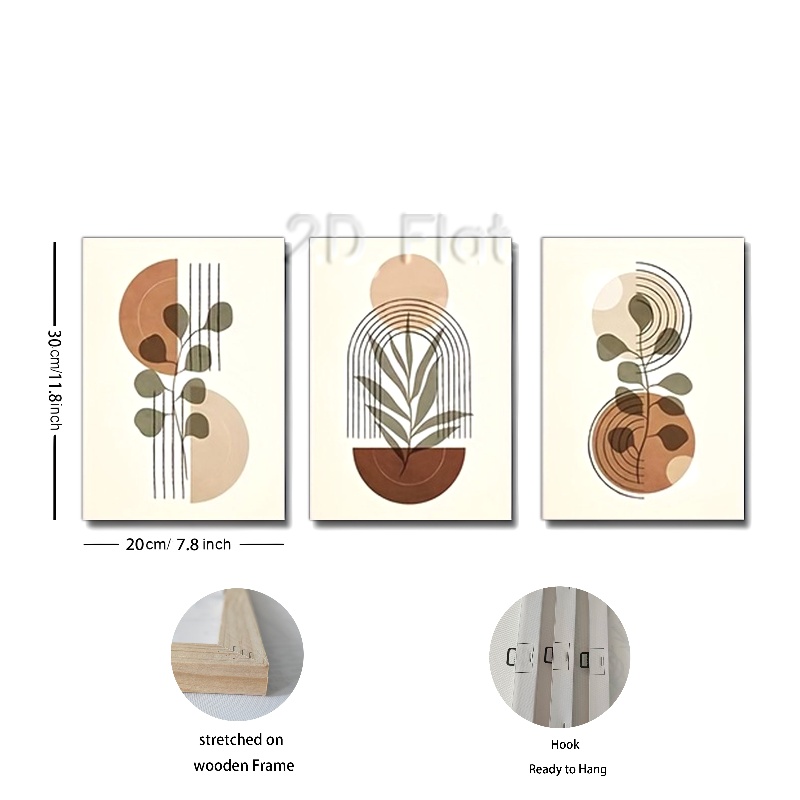 2D Flat
30cm/11.8inch
20cm/ 7.8 inch
stretched on
wooden Frame
Hook
Ready to Hang